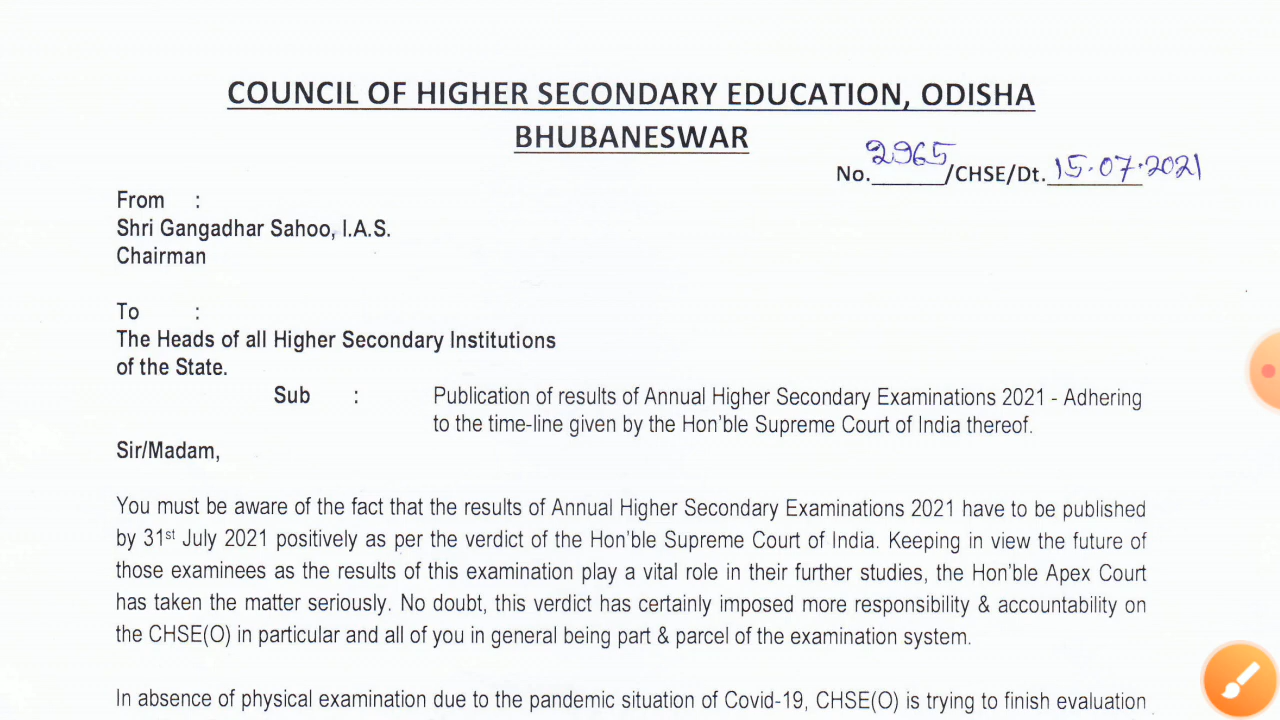 COUNCIL OF HIGHER SECONDARY EDUCATION, ODISHA
BHUBANESWAR
No. 2965/CHSE/Dt. 15.07.2021
From :
Shri Gangadhar Sahoo, I.A.S.
Chairman
To :
The Heads of all Higher Secondary Institutions
of the State.
Sub : Publication of results of Annual Higher Secondary Examinations 2021 - Adhering
to the time-line given by the Hon'ble Supreme Court of India thereof.
Sir/Madam,
You must be aware of the fact that the results of Annual Higher Secondary Examinations 2021 have to be published
by 31st July 2021 positively as per the verdict of the Hon'ble Supreme Court of India. Keeping in view the future of
those examinees as the results of this examination play a vital role in their further studies, the Hon'ble Apex Court
has taken the matter seriously. No doubt, this verdict has certainly imposed more responsibility & accountability on
the CHSE(O) in particular and all of you in general being part & parcel of the examination system.
In absence of physical examination due to the pandemic situation of Covid-19, CHSE(O) is trying to finish evaluation